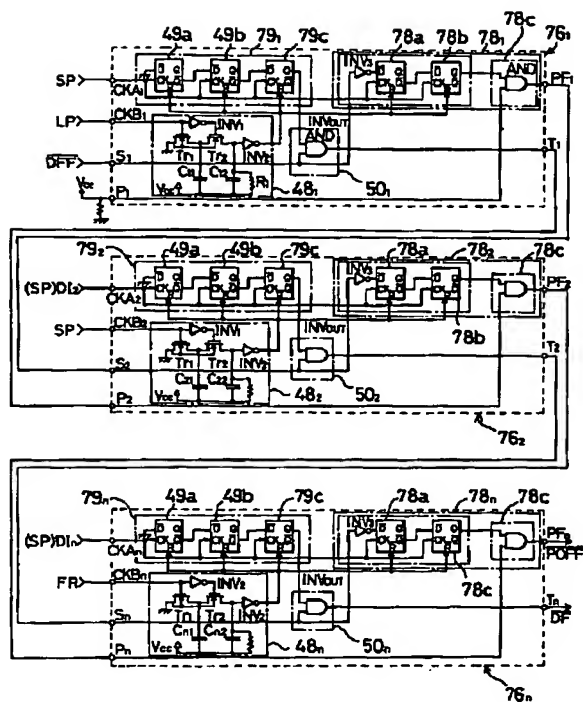 49a 49b 79₁ 79c 78a 78₁ 78b 78c 76₁
SP CKA₁ INV₃ AND PF₁
LP CKB₁ INV₁ INVOUT AND T₁
Tr₁ Tr₂ INV₂
DFF S₁ C₁₁ C₁₂ R₁
Vcc P₁ Vcc 48₁ 50₁
79₂ 49a 49b 79c 78a 78₂ 78c
(SP)DI₂ CKA₂ INV₃ PF₂
SP CKB₂ INV₁ INVOUT 78b T₂
Tr₁ Tr₂ INV₂
S₂ C₂₁ C₂₂
P₂ Vcc 48₂ 50₂ 76₂
79n 49a 49b 79c 78a 78n 78c
(SP)DIn CKAn INV₃ PFn
POFF
FR CKBn INV₂ INVOUT 78c Tn
Tr₁ Tr₂ INV₂ DF
Sn Cn1 Cn2
Pn Vcc 48n 50n
76n